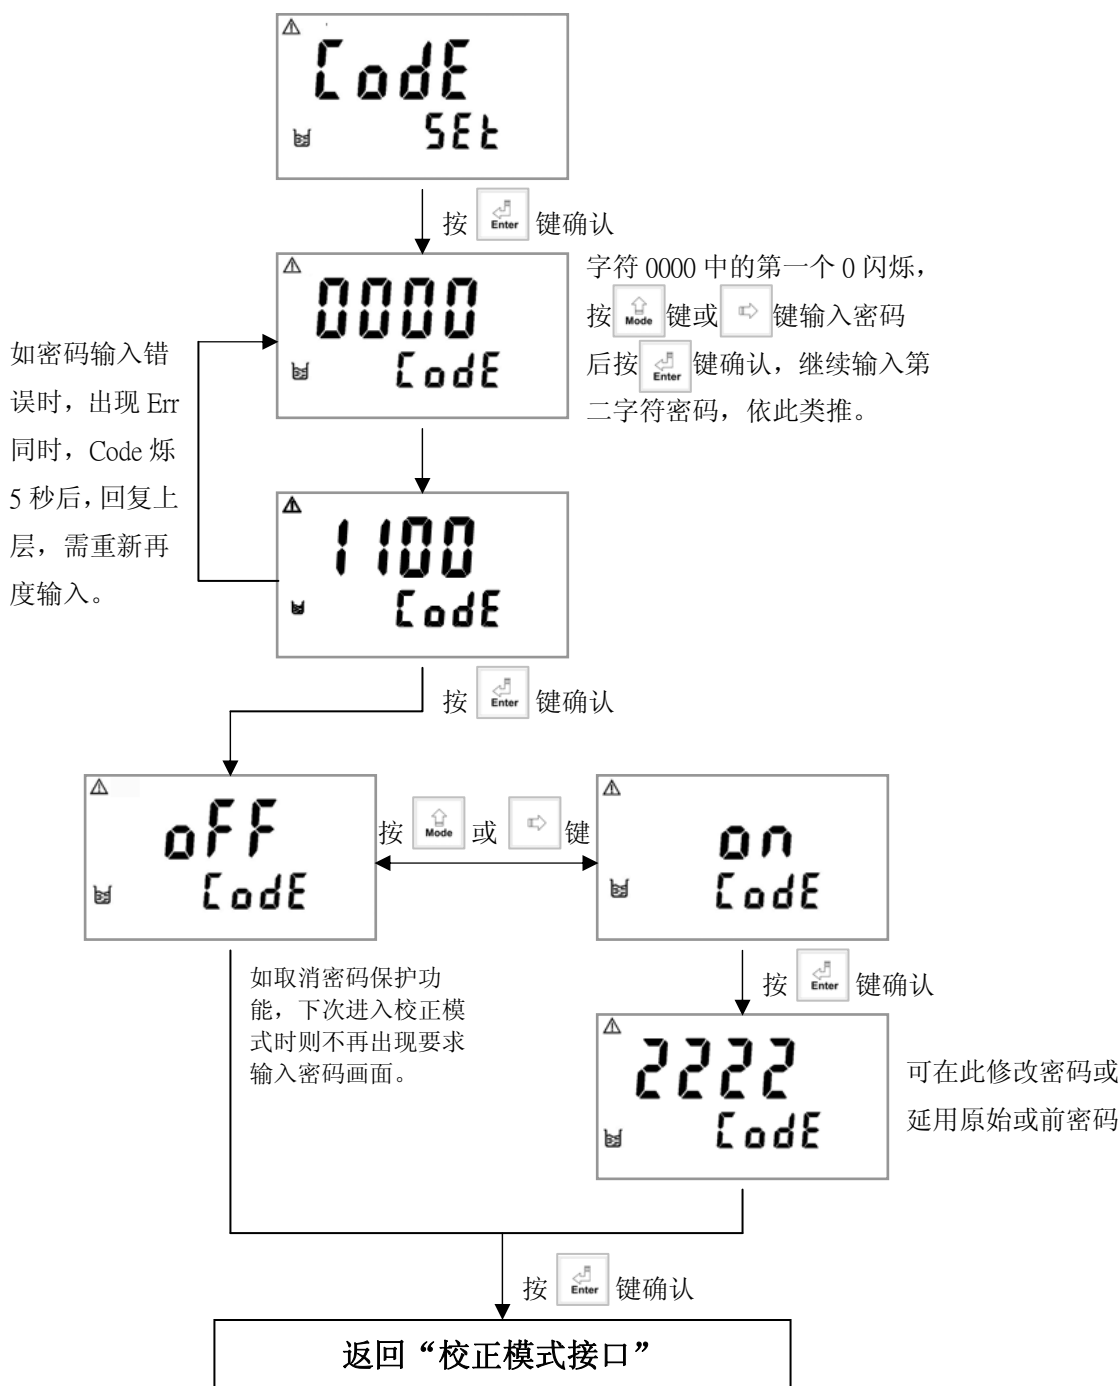 CodE
SEt
按 Enter 键确认
0000
CodE
字符 0000 中的第一个 0 闪烁，
按 Mode 键或 键输入密码
后按 Enter 键确认，继续输入第
二字符密码，依此类推。
如密码输入错
误时，出现 Err
同时，Code 烁
5 秒后，回复上
层，需重新再
度输入。
1100
CodE
按 Enter 键确认
oFF
CodE
按 Mode 或 键
on
CodE
如取消密码保护功
能，下次进入校正模
式时则不再出现要求
输入密码画面。
按 Enter 键确认
2222
CodE
可在此修改密码或
延用原始或前密码
按 Enter 键确认
返回“校正模式接口”